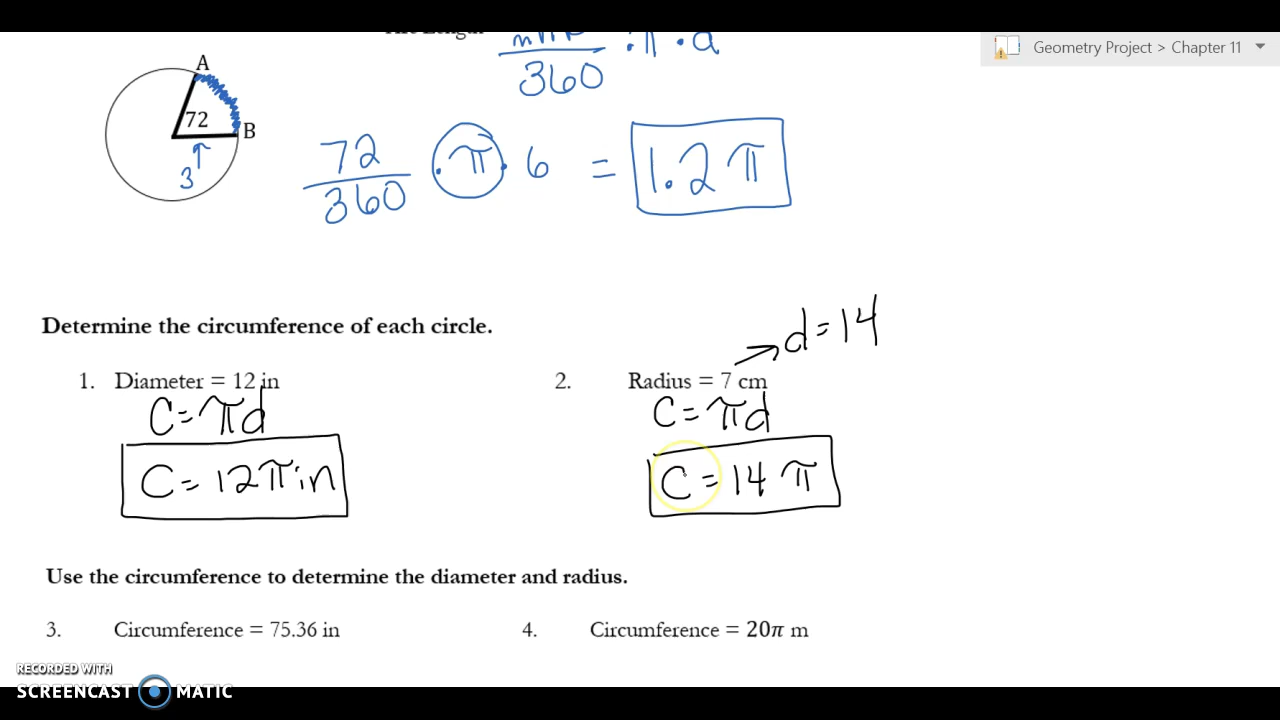 Geometry Project > Chapter 11
360 · π · d
A
72
B
3
72/360 · π · 6 = 1.2 π
Determine the circumference of each circle.
d = 14
1. Diameter = 12 in
2. Radius = 7 cm
C = πd
C = πd
C = 12π in
C = 14 π
Use the circumference to determine the diameter and radius.
3. Circumference = 75.36 in
4. Circumference = 20π m
RECORDED WITH
SCREENCAST MATIC